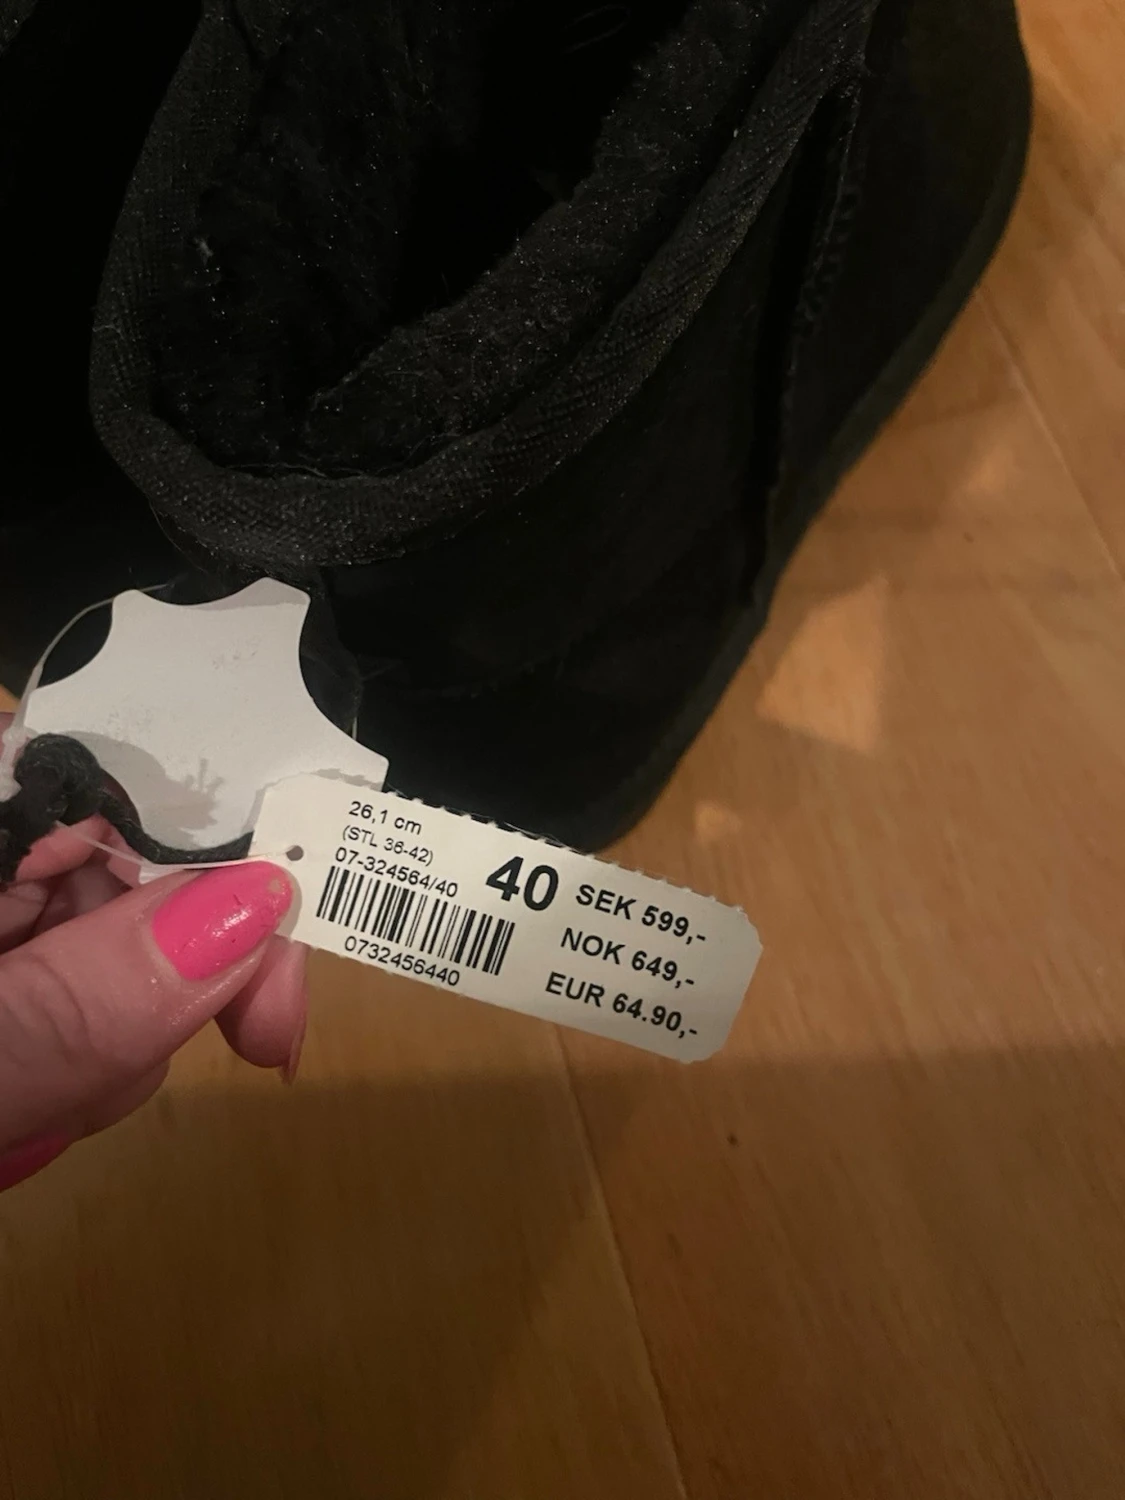 26,1 cm
(STL 36-42)
07-324564/40
0732456440
40
SEK 599,-
NOK 649,-
EUR 64.90,-